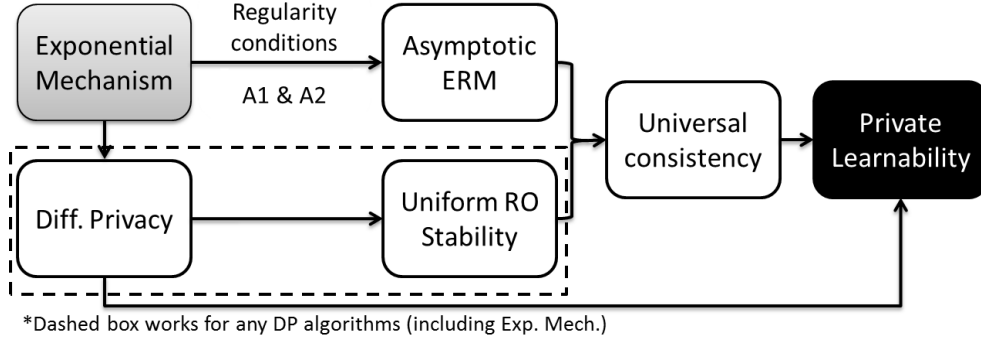 Exponential
Mechanism
Regularity
conditions
A1 & A2
Asymptotic
ERM
Universal
consistency
Private
Learnability
Diff. Privacy
Uniform RO
Stability
*Dashed box works for any DP algorithms (including Exp. Mech.)